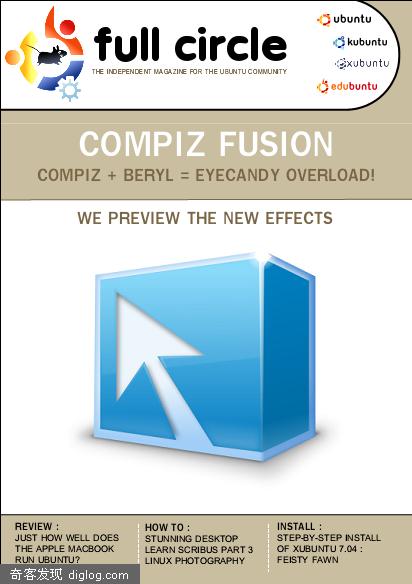 full circle
THE INDEPENDENT MAGAZINE FOR THE UBUNTU COMMUNITY
ubuntu
kubuntu
xubuntu
edubuntu
COMPIZ FUSION
COMPIZ + BERYL = EYECANDY OVERLOAD!
WE PREVIEW THE NEW EFFECTS
REVIEW :
JUST HOW WELL DOES
THE APPLE MACBOOK
RUN UBUNTU?
HOW TO :
STUNNING DESKTOP
LEARN SCRIBUS PART 3
LINUX PHOTOGRAPHY
INSTALL :
STEP-BY-STEP INSTALL
OF XUBUNTU 7.04 :
FEISTY FAWN
奇客发现 diglog.com